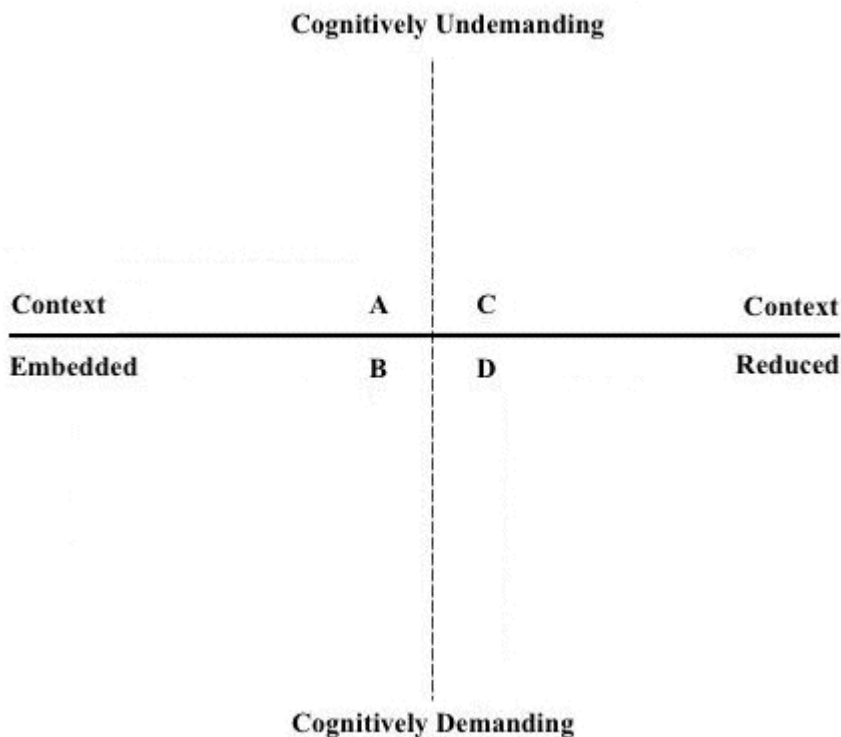 Cognitively Undemanding
Context A C Context
Embedded B D Reduced
Cognitively Demanding